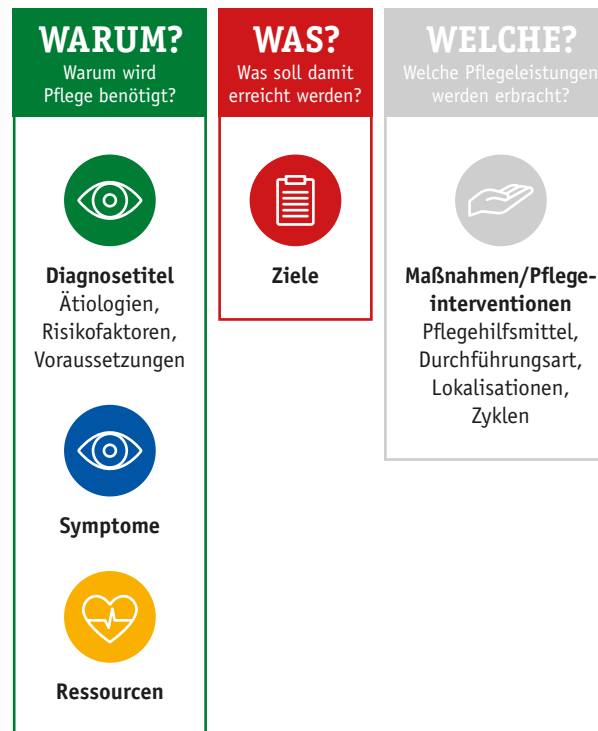 WARUM?
Warum wird
Pflege benötigt?
Diagnosetitel
Ätiologien,
Risikofaktoren,
Voraussetzungen
Symptome
Ressourcen
WAS?
Was soll damit
erreicht werden?
Ziele
WELCHE?
Welche Pflegeleistungen
werden erbracht?
Maßnahmen/Pflege-
interventionen
Pflegehilfsmittel,
Durchführungsart,
Lokalisationen,
Zyklen